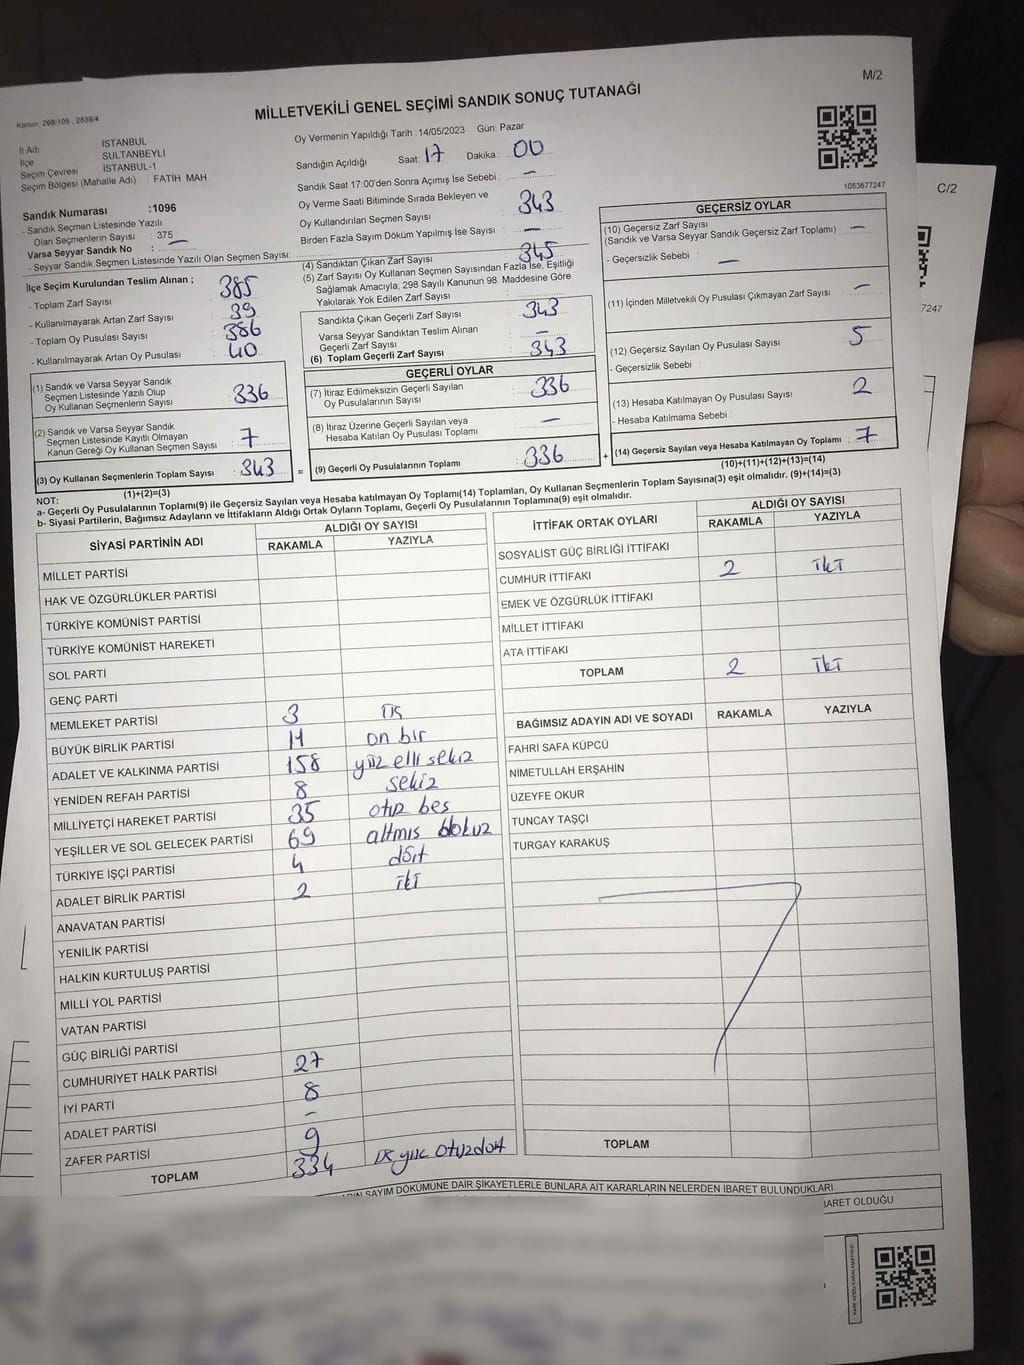 M/2
MİLLETVEKİLİ GENEL SEÇİMİ SANDIK SONUÇ TUTANAĞI
Kanun: 298/105 , 2839/4
İl Adı İSTANBUL
İlçe SULTANBEYLİ
Seçim Çevresi İSTANBUL-1
Seçim Bölgesi (Mahalle Adı) : FATİH MAH
Sandık Numarası :1096
- Sandık Seçmen Listesinde Yazılı
Olan Seçmenlerin Sayısı : 375
Varsa Seyyar Sandık No : —
- Seyyar Sandık Seçmen Listesinde Yazılı Olan Seçmen Sayısı:
İlçe Seçim Kurulundan Teslim Alınan ;
- Toplam Zarf Sayısı : 385
- Kullanılmayarak Artan Zarf Sayısı : 39
- Toplam Oy Pusulası Sayısı : 386
- Kullanılmayarak Artan Oy Pusulası : 40
(1) Sandık ve Varsa Seyyar Sandık
Seçmen Listesinde Yazılı Olup
Oy Kullanan Seçmenlerin Sayısı : 336
(2) Sandık ve Varsa Seyyar Sandık
Seçmen Listesinde Kayıtlı Olmayan
Kanun Gereği Oy Kullanan Seçmen Sayısı : 7
(3) Oy Kullanan Seçmenlerin Toplam Sayısı : 343
(1)+(2)=(3)
Oy Vermenin Yapıldığı Tarih :14/05/2023 Gün: Pazar
Sandığın Açıldığı Saat: 17 Dakika : 00
Sandık Saat 17:00'den Sonra Açımış İse Sebebi : —
Oy Verme Saati Bitiminde Sırada Bekleyen ve
Oy Kullandırılan Seçmen Sayısı : 343
Birden Fazla Sayım Döküm Yapılmış İse Sayısı : —
(4) Sandıktan Çıkan Zarf Sayısı : 345
(5) Zarf Sayısı Oy Kullanan Seçmen Sayısından Fazla İse, Eşitliği
Sağlamak Amacıyla, 298 Sayılı Kanunun 98. Maddesine Göre
Yakılarak Yok Edilen Zarf Sayısı :
Sandıkta Çıkan Geçerli Zarf Sayısı : 343
Varsa Seyyar Sandıktan Teslim Alınan
Geçerli Zarf Sayısı : —
(6) Toplam Geçerli Zarf Sayısı : 343
GEÇERLİ OYLAR
(7) İtiraz Edilmeksizin Geçerli Sayılan
Oy Pusulalarının Sayısı : 336
(8) İtiraz Üzerine Geçerli Sayılan veya
Hesaba Katılan Oy Pusulası Toplamı : —
= (9) Geçerli Oy Pusulalarının Toplamı : 336
1083677247
GEÇERSİZ OYLAR
(10) Geçersiz Zarf Sayısı : —
(Sandık ve Varsa Seyyar Sandık Geçersiz Zarf Toplamı)
- Geçersizlik Sebebi : —
(11) İçinden Milletvekili Oy Pusulası Çıkmayan Zarf Sayısı : —
(12) Geçersiz Sayılan Oy Pusulası Sayısı : 5
- Geçersizlik Sebebi :
(13) Hesaba Katılmayan Oy Pusulası Sayısı : 2
- Hesaba Katılmama Sebebi :
+ (14) Geçersiz Sayılan veya Hesaba Katılmayan Oy Toplamı : 7
(10)+(11)+(12)+(13)=(14)
NOT:
a- Geçerli Oy Pusulalarının Toplamı(9) ile Geçersiz Sayılan veya Hesaba katılmayan Oy Toplamı(14) Toplamları, Oy Kullanan Seçmenlerin Toplam Sayısına(3) eşit olmalıdır. (9)+(14)=(3)
b- Siyasi Partilerin, Bağımsız Adayların ve İttifakların Aldığı Ortak Oyların Toplamı, Geçerli Oy Pusulalarının Toplamına(9) eşit olmalıdır.
SİYASİ PARTİNİN ADI ALDIĞI OY SAYISI
RAKAMLA YAZIYLA
MİLLET PARTİSİ
HAK VE ÖZGÜRLÜKLER PARTİSİ
TÜRKİYE KOMÜNİST PARTİSİ
TÜRKİYE KOMÜNİST HAREKETİ
SOL PARTİ
GENÇ PARTİ
MEMLEKET PARTİSİ 3 üç
BÜYÜK BİRLİK PARTİSİ 11 on bir
ADALET VE KALKINMA PARTİSİ 158 yüz elli sekiz
YENİDEN REFAH PARTİSİ 8 sekiz
MİLLİYETÇİ HAREKET PARTİSİ 35 otuz beş
YEŞİLLER VE SOL GELECEK PARTİSİ 69 altmış dokuz
TÜRKİYE İŞÇİ PARTİSİ 4 dört
ADALET BİRLİK PARTİSİ 2 iki
ANAVATAN PARTİSİ
YENİLİK PARTİSİ
HALKIN KURTULUŞ PARTİSİ
MİLLİ YOL PARTİSİ
VATAN PARTİSİ
GÜÇ BİRLİĞİ PARTİSİ
CUMHURİYET HALK PARTİSİ 27
İYİ PARTİ 8
ADALET PARTİSİ —
ZAFER PARTİSİ 9
TOPLAM 334 üç yüz otuzdört
İTTİFAK ORTAK OYLARI ALDIĞI OY SAYISI
RAKAMLA YAZIYLA
SOSYALİST GÜÇ BİRLİĞİ İTTİFAKI
CUMHUR İTTİFAKI 2 iki
EMEK VE ÖZGÜRLÜK İTTİFAKI
MİLLET İTTİFAKI
ATA İTTİFAKI
TOPLAM 2 iki
BAĞIMSIZ ADAYIN ADI VE SOYADI RAKAMLA YAZIYLA
FAHRİ SAFA KÜPCÜ
NİMETULLAH ERŞAHİN
ÜZEYFE OKUR
TUNCAY TAŞÇI
TURGAY KARAKUŞ
TOPLAM
SAYIM DÖKÜMÜNE DAİR ŞİKAYETLERLE BUNLARA AİT KARARLARIN NELERDEN İBARET BULUNDUKLARI
BARET OLDUĞU
C/2
7247